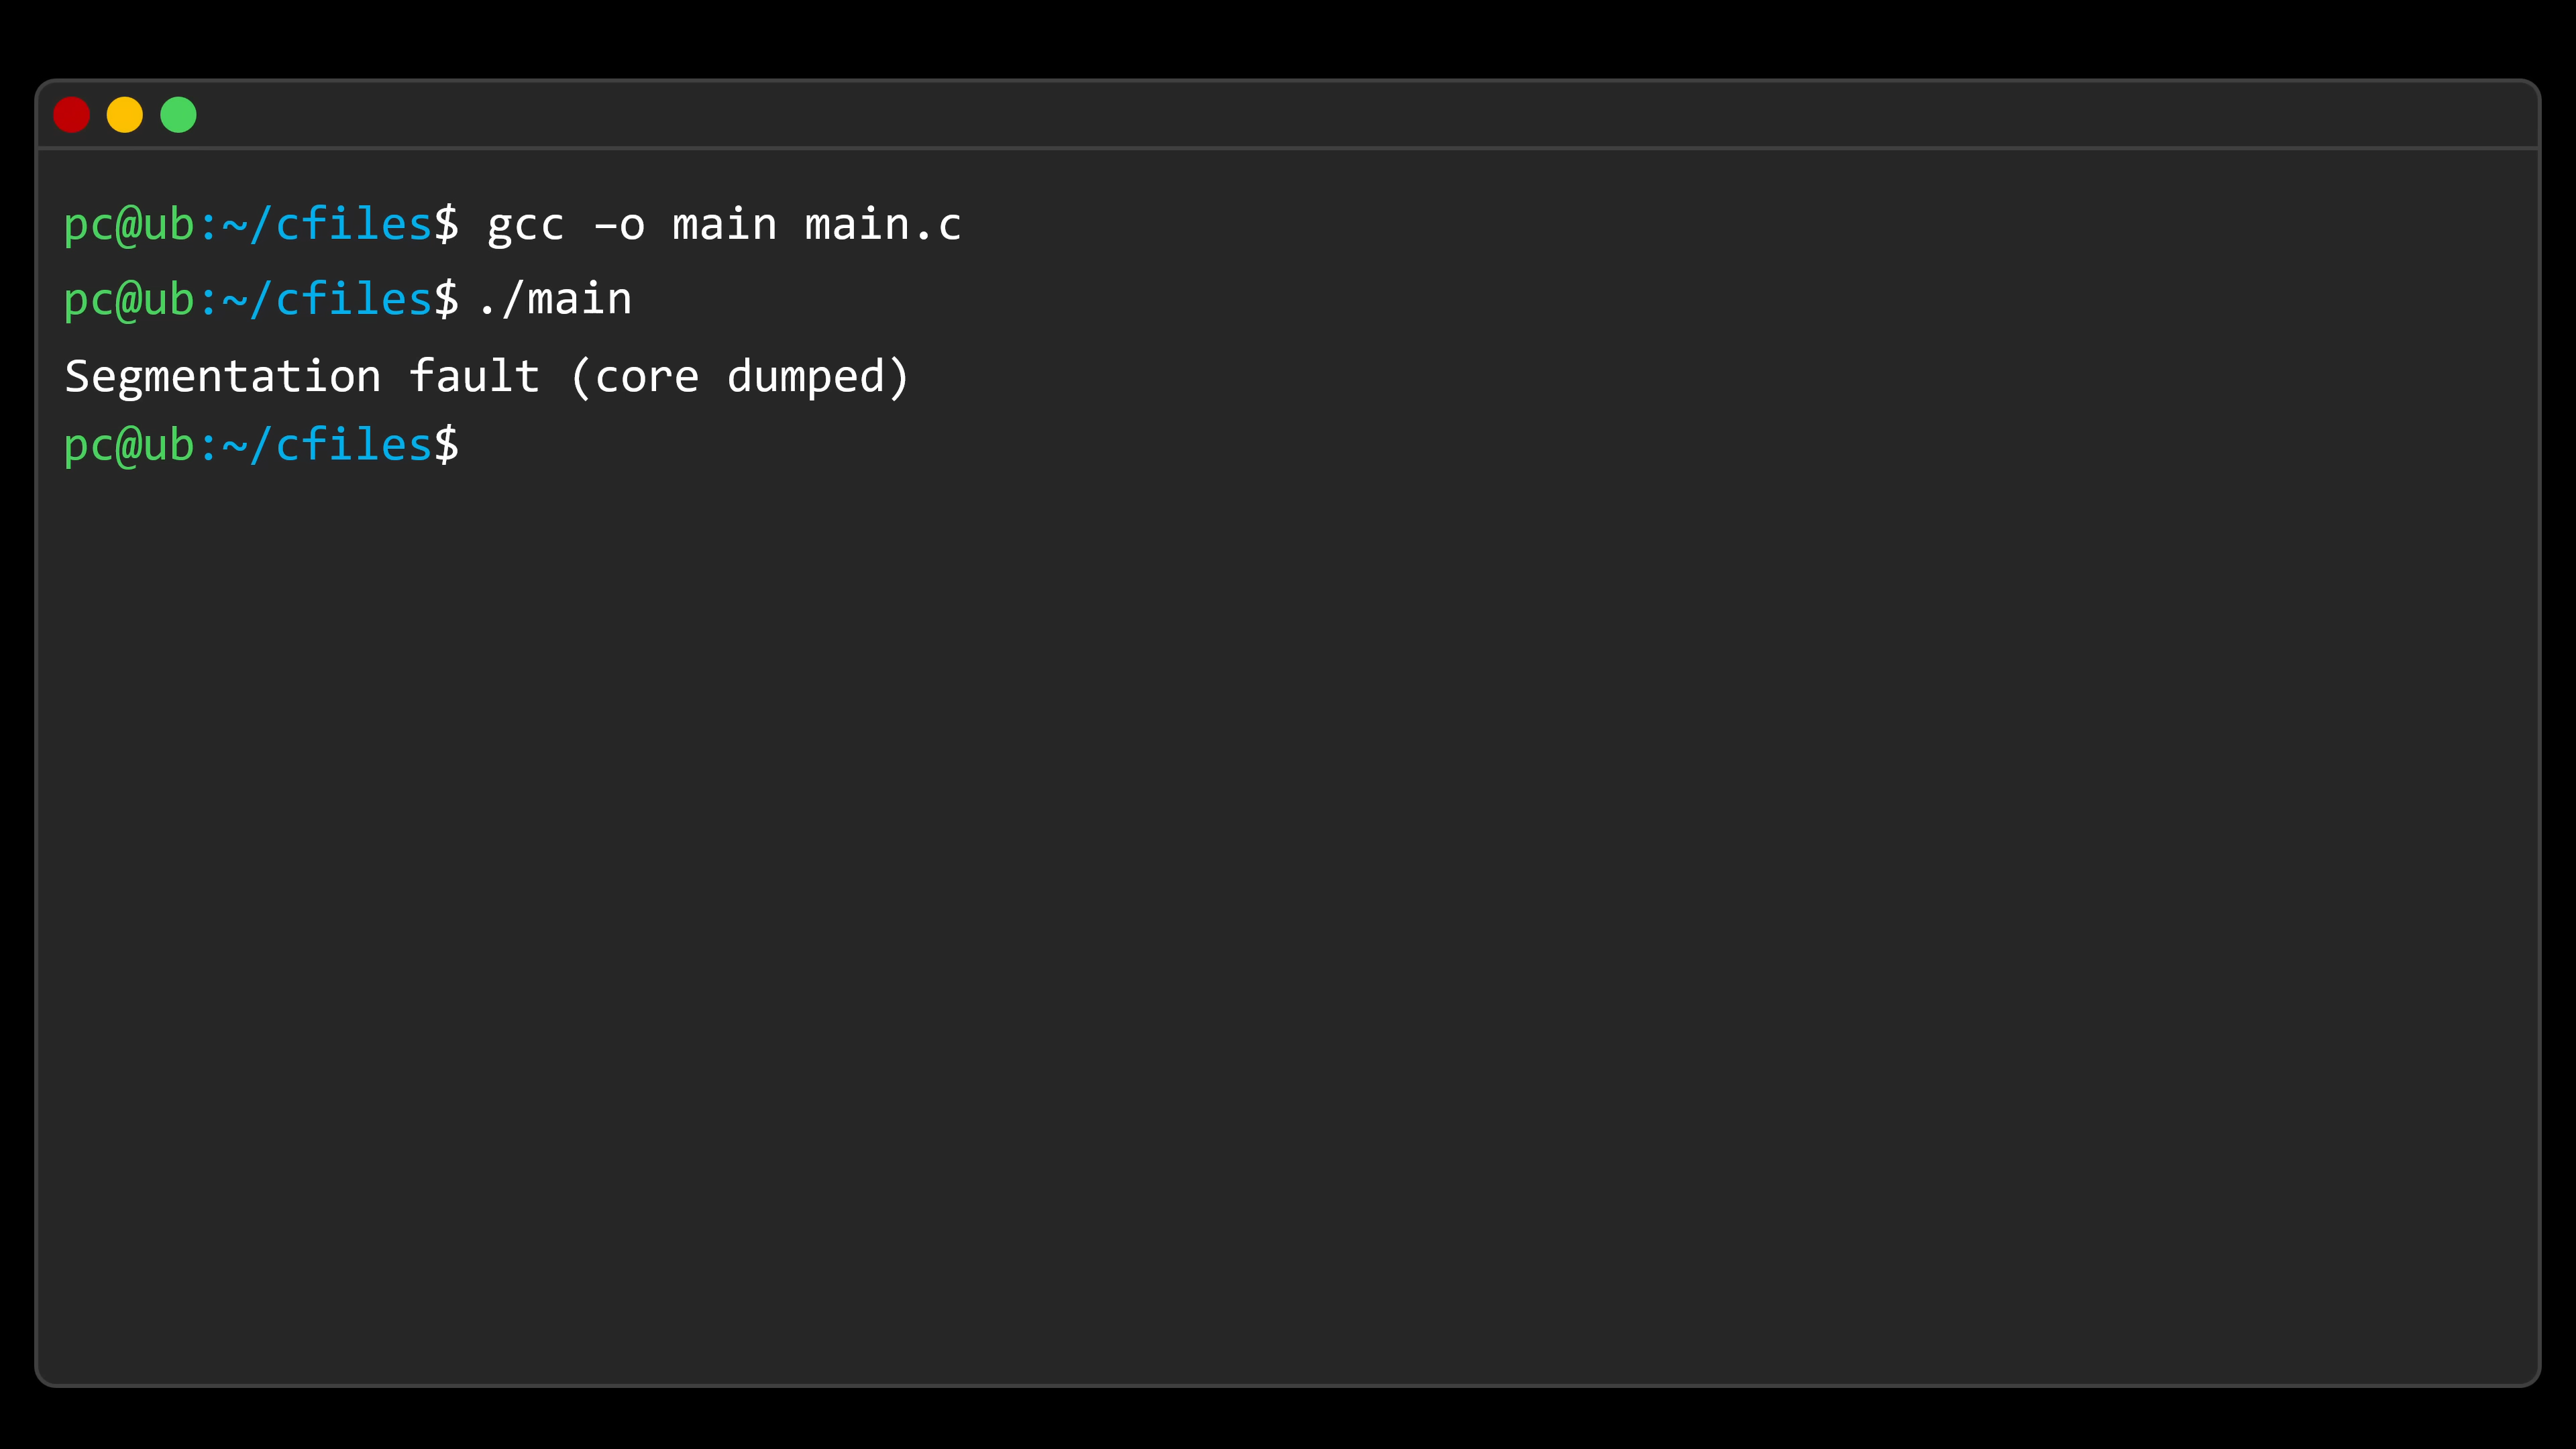 pc@ub:~/cfiles$ gcc –o main main.c
pc@ub:~/cfiles$ ./main
Segmentation fault (core dumped)
pc@ub:~/cfiles$